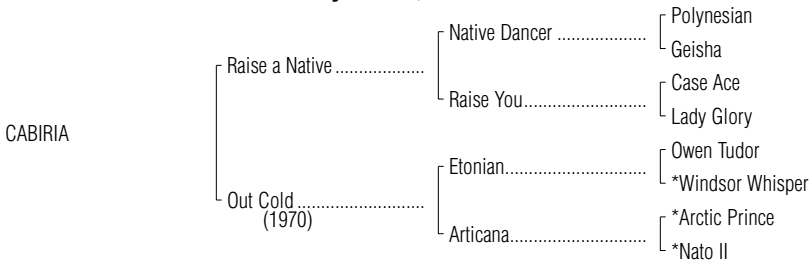 Polynesian
Native Dancer ....................
Geisha
Raise a Native ....................
Case Ace
Raise You...........................
Lady Glory
CABIRIA
Owen Tudor
Etonian...............................
*Windsor Whisper
Out Cold ...........................
(1970)
*Arctic Prince
Articana..............................
*Nato II